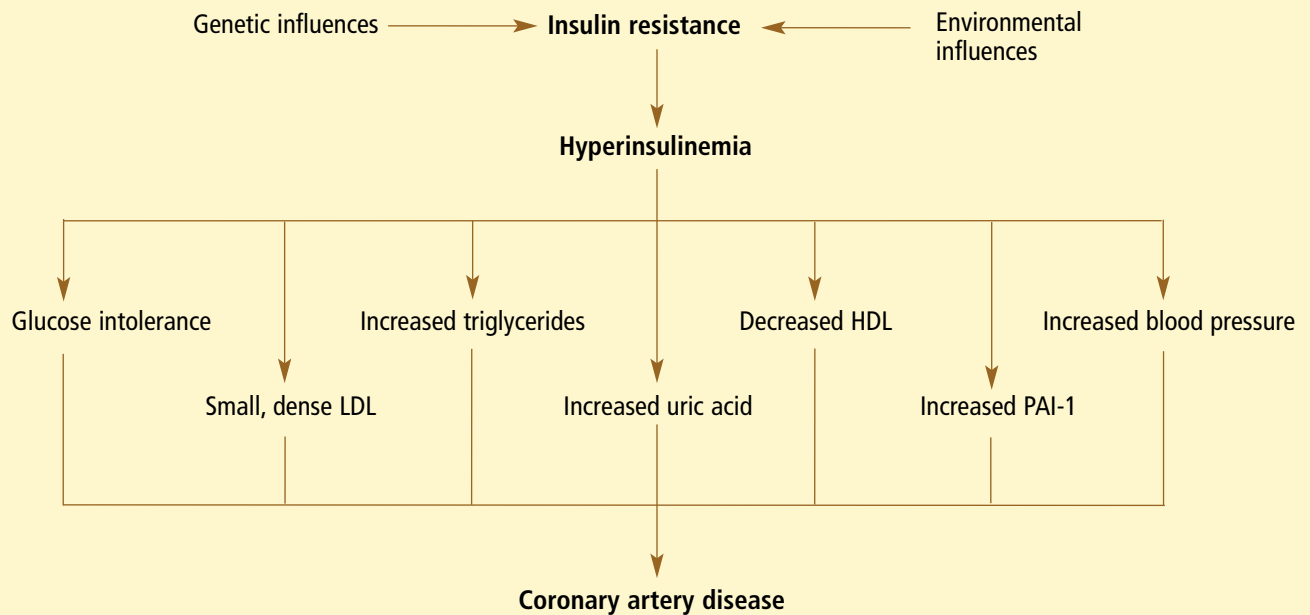 Genetic influences
Insulin resistance
Environmental
influences
Hyperinsulinemia
Glucose intolerance
Increased triglycerides
Decreased HDL
Increased blood pressure
Small, dense LDL
Increased uric acid
Increased PAI-1
Coronary artery disease